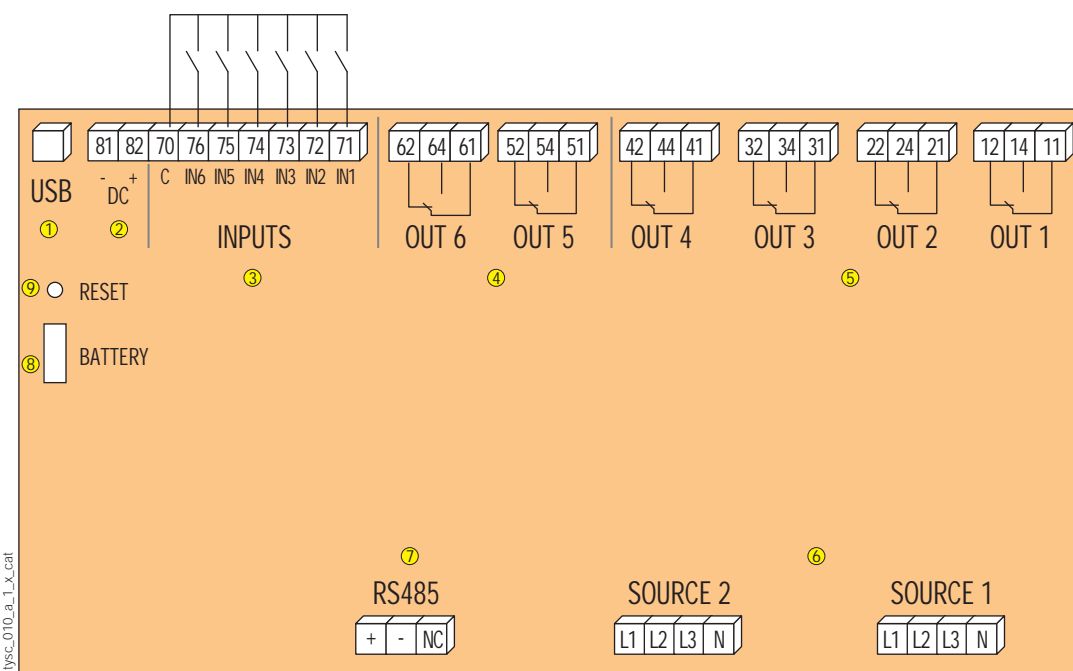 81 82 70 76 75 74 73 72 71 62 64 61 52 54 51 42 44 41 32 34 31 22 24 21 12 14 11
- + C IN6 IN5 IN4 IN3 IN2 IN1
USB DC
1 2 INPUTS OUT 6 OUT 5 OUT 4 OUT 3 OUT 2 OUT 1
3 4 5
9 RESET
8 BATTERY
7 6
RS485 SOURCE 2 SOURCE 1
+ - NC L1 L2 L3 N L1 L2 L3 N
tysc_010_a_1_x_cat